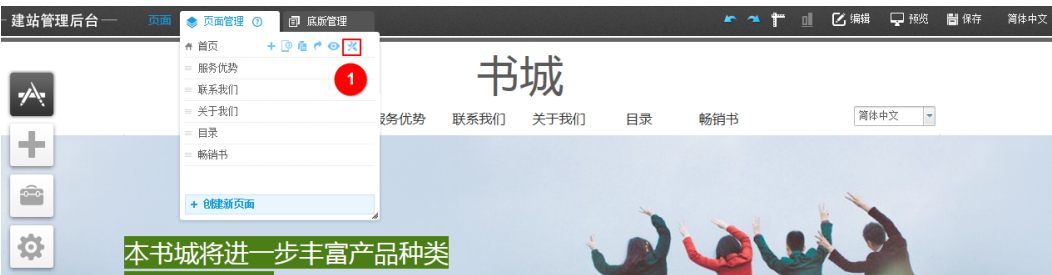 建站管理后台
页面
页面管理
底版管理
编辑
预览
保存
简体中文
首页
1
服务优势
联系我们
关于我们
目录
畅销书
+ 创建新页面
书城
务优势
联系我们
关于我们
目录
畅销书
简体中文
本书城将进一步丰富产品种类